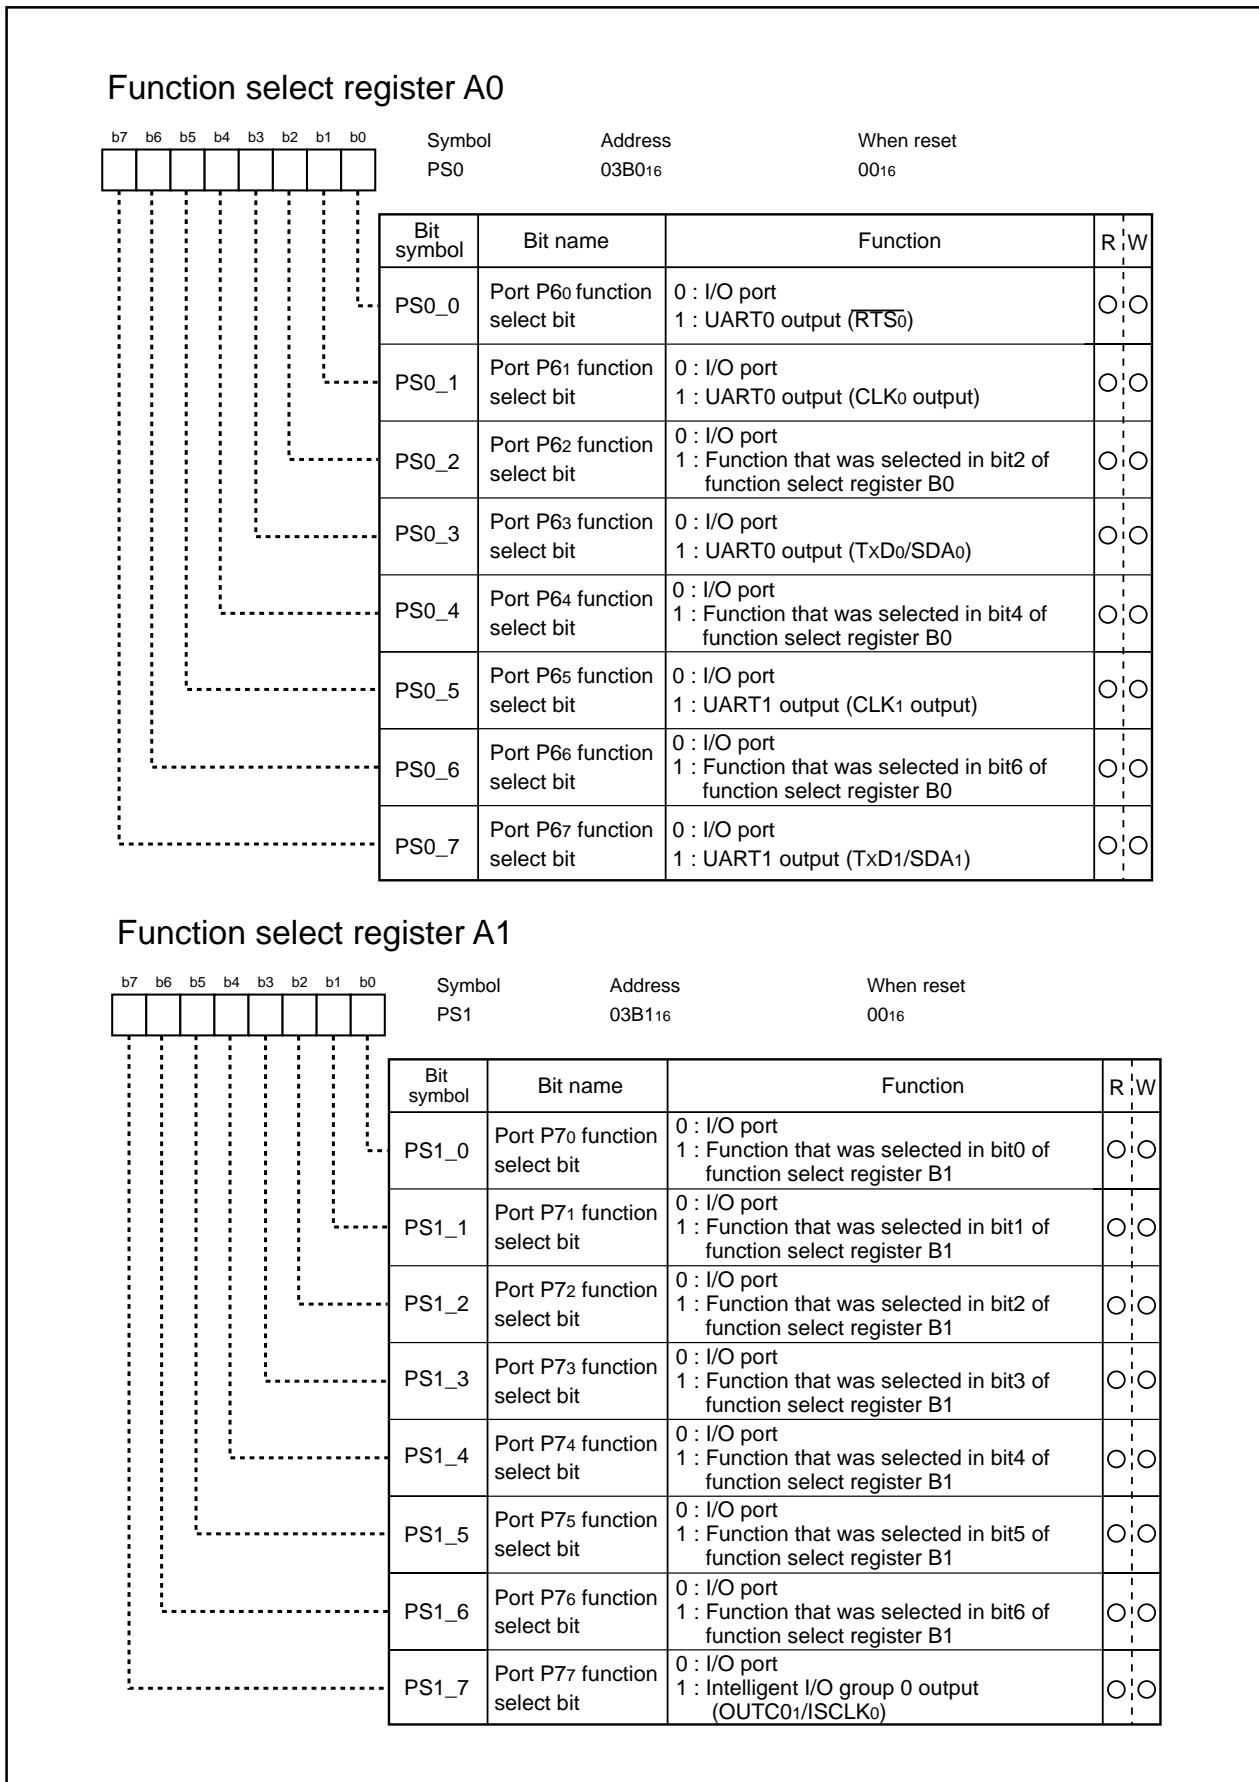 Function select register A0
b7 b6 b5 b4 b3 b2 b1 b0
Symbol Address When reset
PS0 03B016 0016
Bit symbol Bit name Function R W
PS0_0 Port P60 function select bit
0 : I/O port
1 : UART0 output (RTS0)
PS0_1 Port P61 function select bit
0 : I/O port
1 : UART0 output (CLK0 output)
PS0_2 Port P62 function select bit
0 : I/O port
1 : Function that was selected in bit2 of
function select register B0
PS0_3 Port P63 function select bit
0 : I/O port
1 : UART0 output (TXD0/SDA0)
PS0_4 Port P64 function select bit
0 : I/O port
1 : Function that was selected in bit4 of
function select register B0
PS0_5 Port P65 function select bit
0 : I/O port
1 : UART1 output (CLK1 output)
PS0_6 Port P66 function select bit
0 : I/O port
1 : Function that was selected in bit6 of
function select register B0
PS0_7 Port P67 function select bit
0 : I/O port
1 : UART1 output (TXD1/SDA1)
Function select register A1
b7 b6 b5 b4 b3 b2 b1 b0
Symbol Address When reset
PS1 03B116 0016
Bit symbol Bit name Function R W
PS1_0 Port P70 function select bit
0 : I/O port
1 : Function that was selected in bit0 of
function select register B1
PS1_1 Port P71 function select bit
0 : I/O port
1 : Function that was selected in bit1 of
function select register B1
PS1_2 Port P72 function select bit
0 : I/O port
1 : Function that was selected in bit2 of
function select register B1
PS1_3 Port P73 function select bit
0 : I/O port
1 : Function that was selected in bit3 of
function select register B1
PS1_4 Port P74 function select bit
0 : I/O port
1 : Function that was selected in bit4 of
function select register B1
PS1_5 Port P75 function select bit
0 : I/O port
1 : Function that was selected in bit5 of
function select register B1
PS1_6 Port P76 function select bit
0 : I/O port
1 : Function that was selected in bit6 of
function select register B1
PS1_7 Port P77 function select bit
0 : I/O port
1 : Intelligent I/O group 0 output
(OUTC01/ISCLK0)